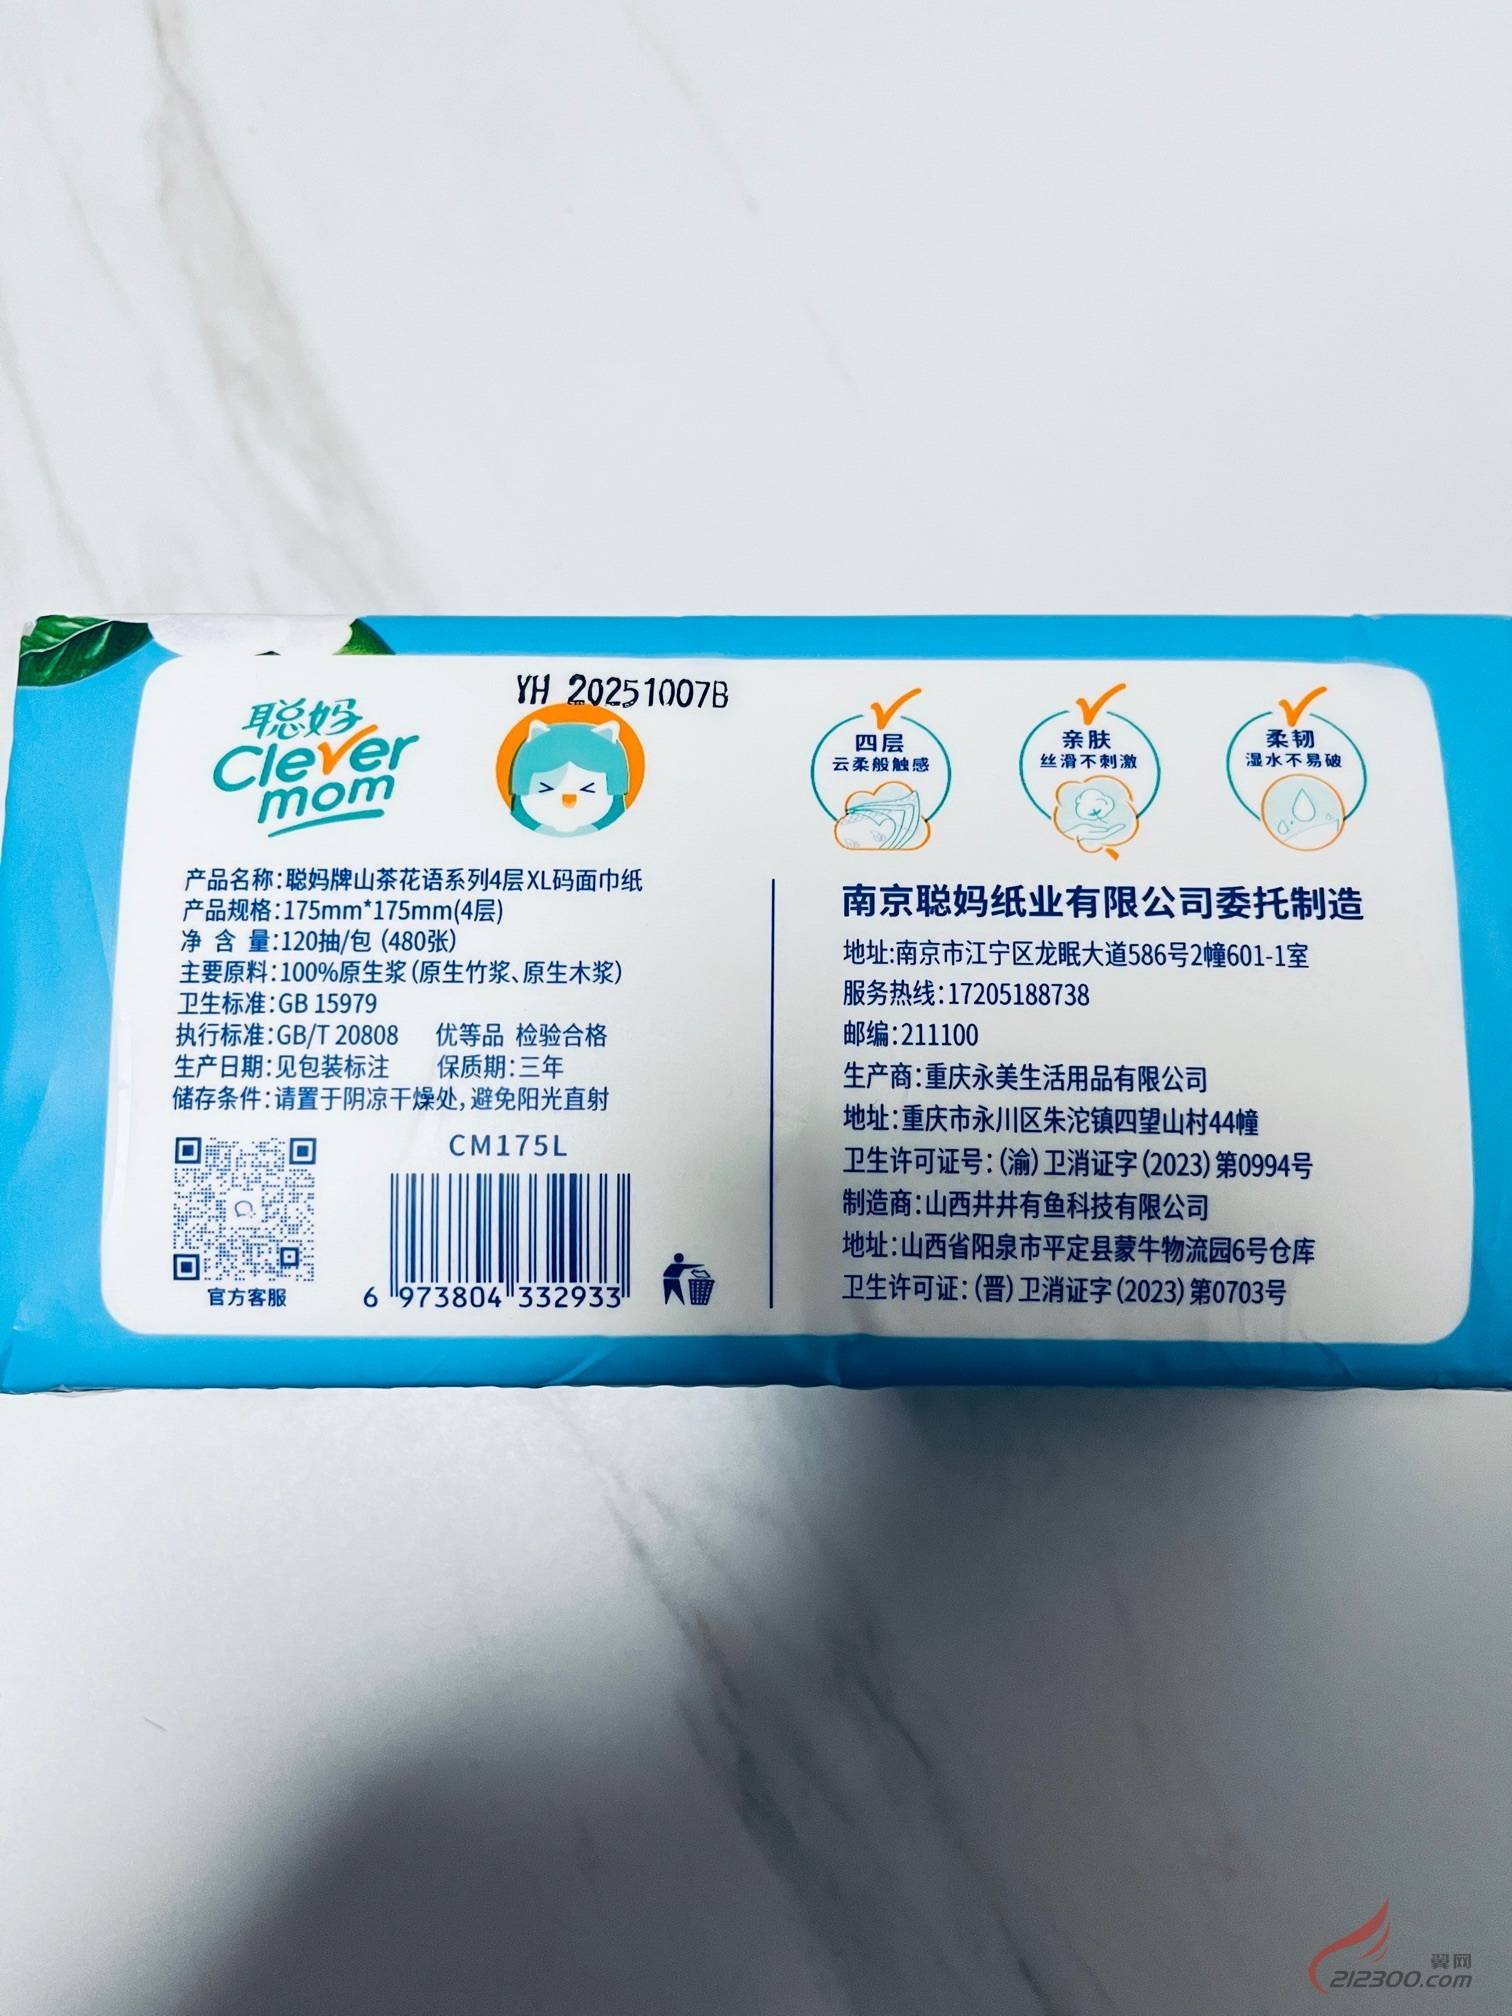 YH 20251007B
聪妈
Clever
mom
四层
云柔般触感
亲肤
丝滑不刺激
柔韧
湿水不易破
产品名称:聪妈牌山茶花语系列4层XL码面巾纸
产品规格:175mm*175mm(4层)
净 含 量:120抽/包 (480张)
主要原料:100%原生浆(原生竹浆、原生木浆)
卫生标准:GB 15979
执行标准:GB/T 20808 优等品 检验合格
生产日期:见包装标注 保质期:三年
储存条件:请置于阴凉干燥处,避免阳光直射
官方客服
CM175L
6 973804 332933
南京聪妈纸业有限公司委托制造
地址:南京市江宁区龙眠大道586号2幢601-1室
服务热线:17205188738
邮编:211100
生产商:重庆永美生活用品有限公司
地址:重庆市永川区朱沱镇四望山村44幢
卫生许可证号:(渝)卫消证字(2023)第0994号
制造商:山西井井有鱼科技有限公司
地址:山西省阳泉市平定县蒙牛物流园6号仓库
卫生许可证:(晋)卫消证字(2023)第0703号
翼网
212300.com